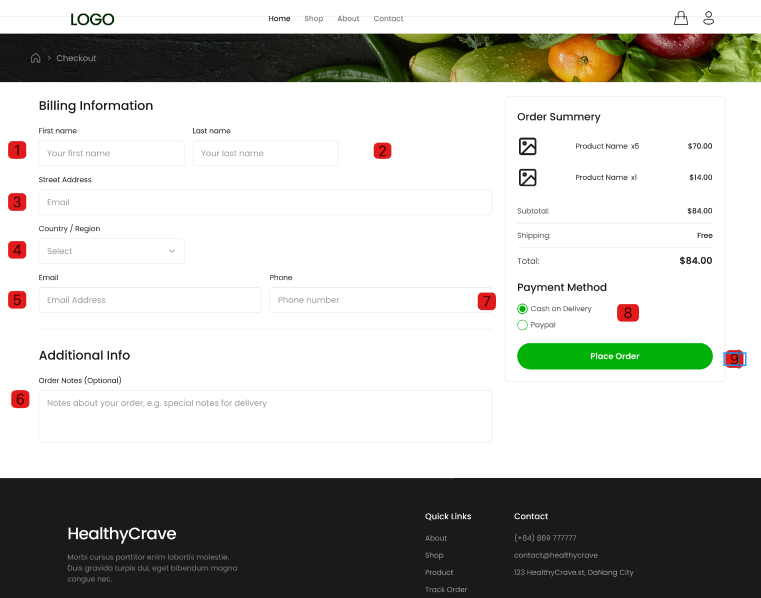 LOGO
Home Shop About Contact
Checkout
Billing Information
First name Last name
1 Your first name Your last name 2
Street Address
3 Email
Country / Region
4 Select
Email Phone
5 Email Address Phone number 7
Additional Info
Order Notes (Optional)
6 Notes about your order, e.g. special notes for delivery
Order Summery
Product Name x5 $70.00
Product Name x1 $14.00
Subtotal: $84.00
Shipping: Free
Total: $84.00
Payment Method
Cash on Delivery 8
Paypal
Place Order 9
HealthyCrave
Morbi cursus porttitor enim lobortis molestie.
Duis gravida turpis dui, eget bibendum magna
congue nec.
Quick Links
About
Shop
Product
Track Order
Contact
(+84) 869 777777
contact@healthycrave
123 HealthyCrave.st, DaNang City